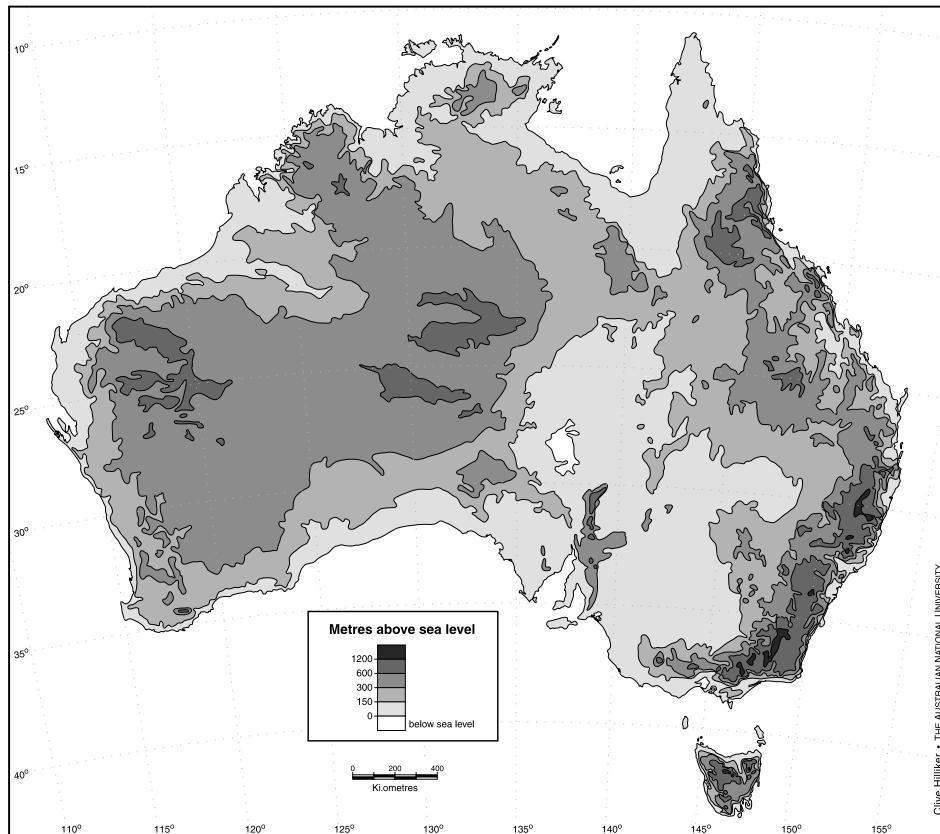 10°
15°
20°
25°
30°
35°
40°
Metres above sea level
1200
600
300
150
0
below sea level
0 200 400
Ki.ometres
110° 115° 120° 125° 130° 135° 140° 145° 150° 155°
Clive Hilliker • THE AUSTRALIAN NATIONAL UNIVERSITY